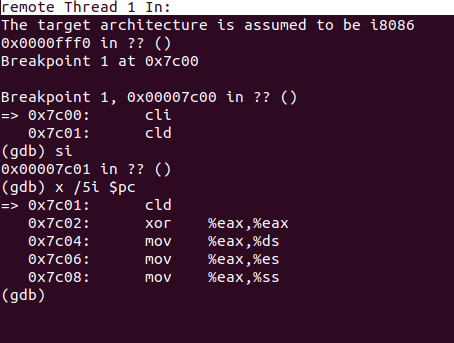 remote Thread 1 In:
The target architecture is assumed to be i8086
0x0000fff0 in ?? ()
Breakpoint 1 at 0x7c00

Breakpoint 1, 0x00007c00 in ?? ()
=> 0x7c00:      cli
   0x7c01:      cld
(gdb) si
0x00007c01 in ?? ()
(gdb) x /5i $pc
=> 0x7c01:      cld
   0x7c02:      xor    %eax,%eax
   0x7c04:      mov    %eax,%ds
   0x7c06:      mov    %eax,%es
   0x7c08:      mov    %eax,%ss
(gdb)